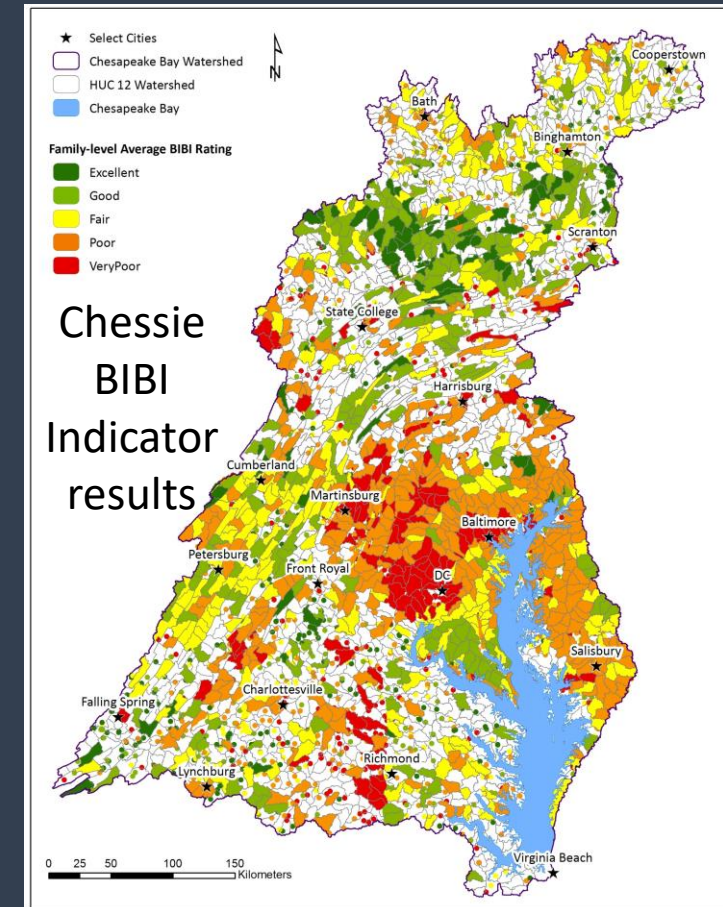 Select Cities
Chesapeake Bay Watershed
HUC 12 Watershed
Chesapeake Bay
N
Family-level Average BIBI Rating
Excellent
Good
Fair
Poor
VeryPoor
Chessie
BIBI
Indicator
results
Cooperstown
Bath
Binghamton
Scranton
State College
Harrisburg
Cumberland
Martinsburg
Baltimore
Petersburg
Front Royal
DC
Salisbury
Charlottesville
Falling Spring
Richmond
Lynchburg
Virginia Beach
0 25 50 100 150
Kilometers